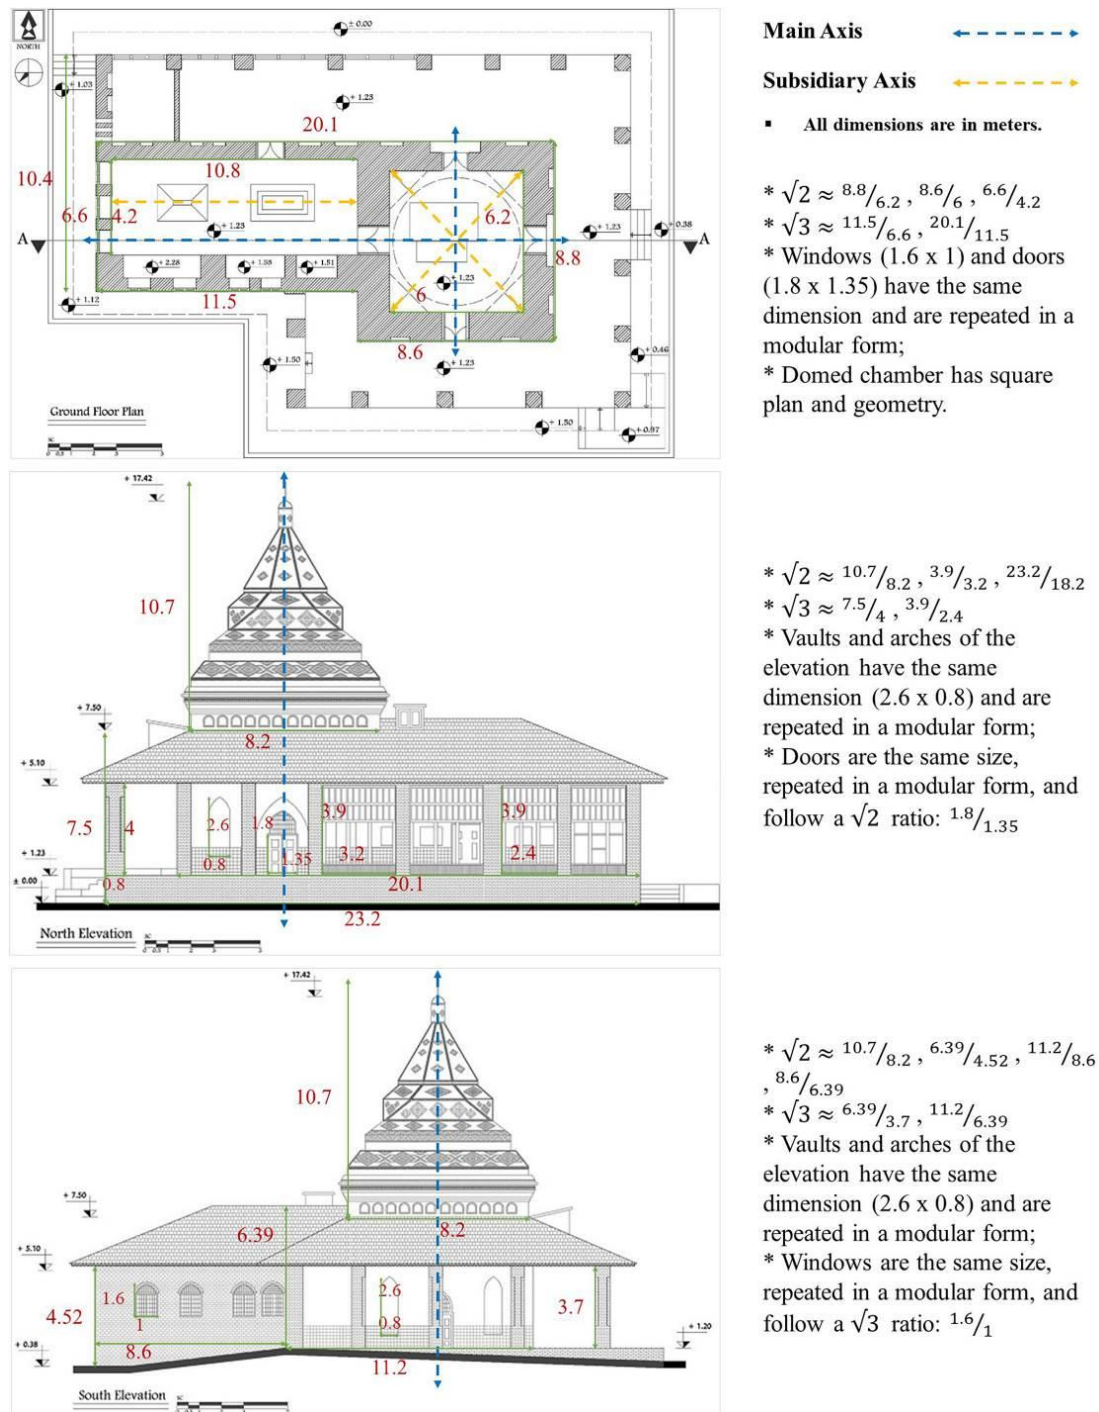 NORTH
± 0.00
+ 1.03
+ 1.23
20.1
10.8
10.4
6.6
4.2
6.2
+ 1.23
+ 1.23
+ 0.38
A
A
+ 2.28
+ 1.51
8.8
+ 1.23
6
+ 1.12
11.5
8.6
+ 0.46
+ 1.50
+ 1.23
Ground Floor Plan
+ 1.50
+ 0.97
Main Axis
Subsidiary Axis
▪ All dimensions are in meters.
* √2 ≈ 8.8/6.2 , 8.6/6 , 6.6/4.2
* √3 ≈ 11.5/6.6 , 20.1/11.5
* Windows (1.6 x 1) and doors
(1.8 x 1.35) have the same
dimension and are repeated in a
modular form;
* Domed chamber has square
plan and geometry.
+ 17.42
10.7
+ 7.50
8.2
+ 5.10
7.5
4
2.6
1.8
3.9
3.9
+ 1.23
0.8
1.35
3.2
2.4
± 0.00
0.8
20.1
23.2
North Elevation
* √2 ≈ 10.7/8.2 , 3.9/3.2 , 23.2/18.2
* √3 ≈ 7.5/4 , 3.9/2.4
* Vaults and arches of the
elevation have the same
dimension (2.6 x 0.8) and are
repeated in a modular form;
* Doors are the same size,
repeated in a modular form, and
follow a √2 ratio: 1.8/1.35
+ 17.42
10.7
+ 7.50
6.39
8.2
+ 5.10
1.6
2.6
4.52
1
0.8
3.7
+ 1.20
+ 0.38
8.6
11.2
South Elevation
* √2 ≈ 10.7/8.2 , 6.39/4.52 , 11.2/8.6
, 8.6/6.39
* √3 ≈ 6.39/3.7 , 11.2/6.39
* Vaults and arches of the
elevation have the same
dimension (2.6 x 0.8) and are
repeated in a modular form;
* Windows are the same size,
repeated in a modular form, and
follow a √3 ratio: 1.6/1